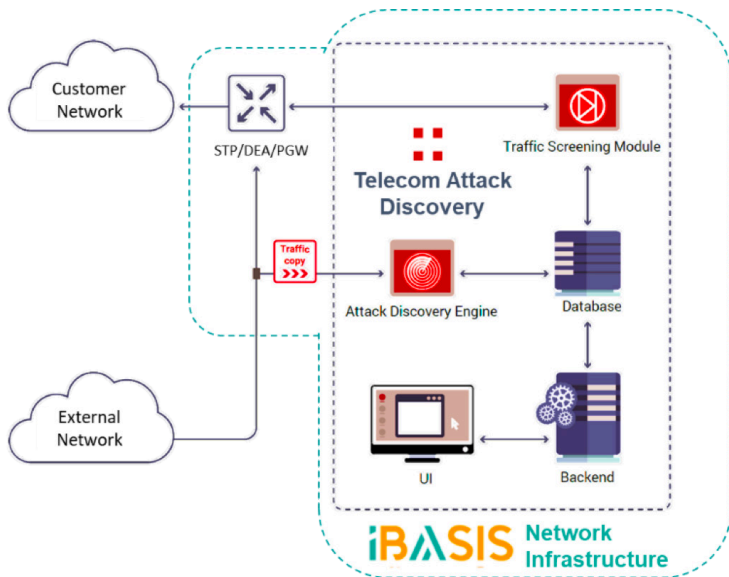 Customer
Network
STP/DEA/PGW
Traffic Screening Module
Telecom Attack
Discovery
Traffic
copy
Attack Discovery Engine
Database
External
Network
UI
Backend
iBASIS
Network
Infrastructure